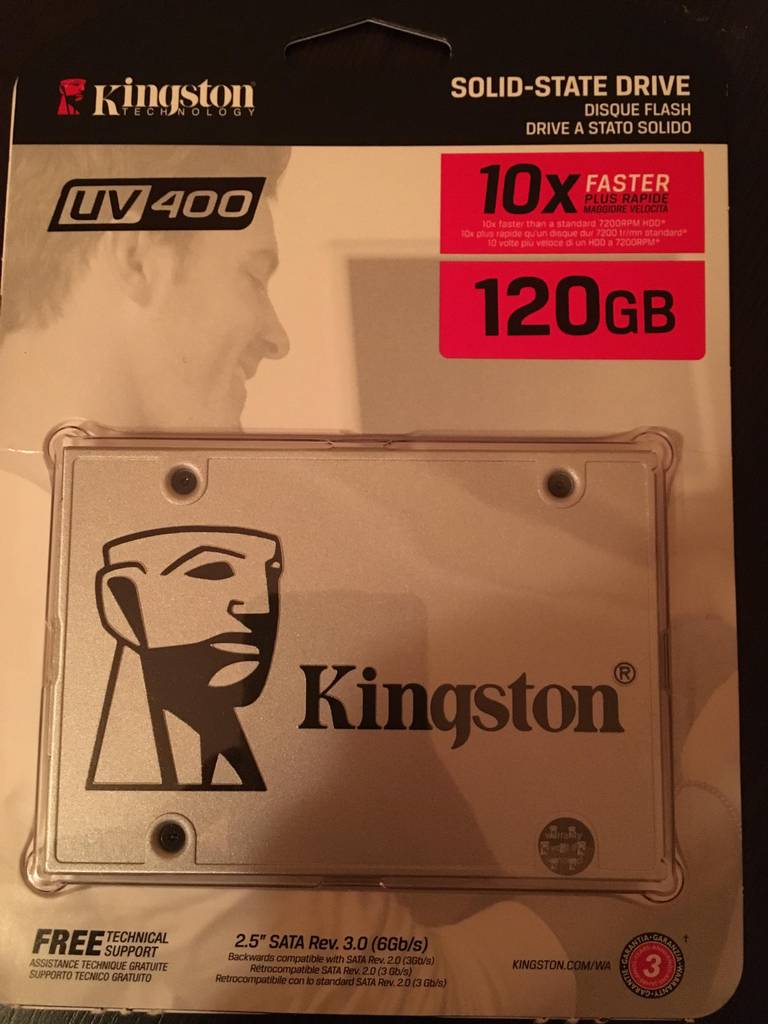 Kingston
TECHNOLOGY
SOLID-STATE DRIVE
DISQUE FLASH
DRIVE A STATO SOLIDO
UV400
10x FASTER
PLUS RAPIDE
MAGGIORE VELOCITÀ
10x faster than a standard 7200RPM HDD*
10x plus rapide qu'un disque dur 7200 tr/mn standard*
10 volte più veloce di un HDD a 7200RPM*
120GB
Kingston®
warranty
FREE TECHNICAL SUPPORT
ASSISTANCE TECHNIQUE GRATUITE
SUPPORTO TECNICO GRATUITO
2.5" SATA Rev. 3.0 (6Gb/s)
Backwards compatible with SATA Rev. 2.0 (3Gb/s)
Rétrocompatible SATA Rev. 2.0 (3 Gb/s)
Retrocompatibile con lo standard SATA Rev. 2.0 (3 Gb/s)
KINGSTON.COM/WA
GARANTIA • GARANZIA • WARRANTY
3
†